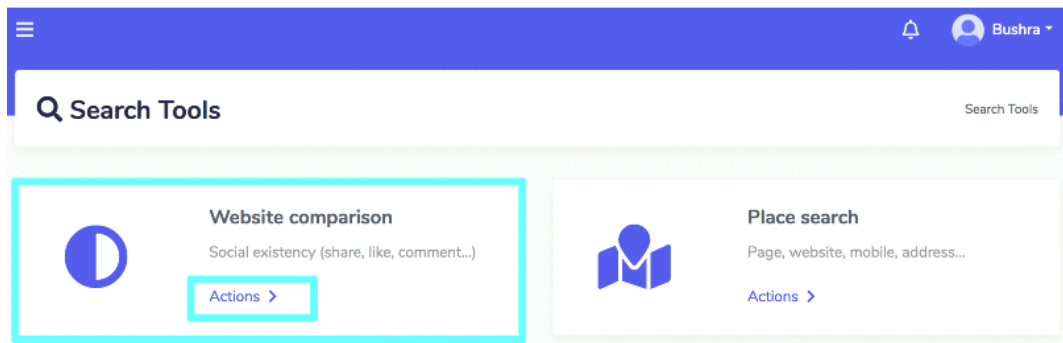 Bushra
Search Tools
Search Tools
Website comparison
Social existency (share, like, comment...)
Actions
Place search
Page, website, mobile, address...
Actions